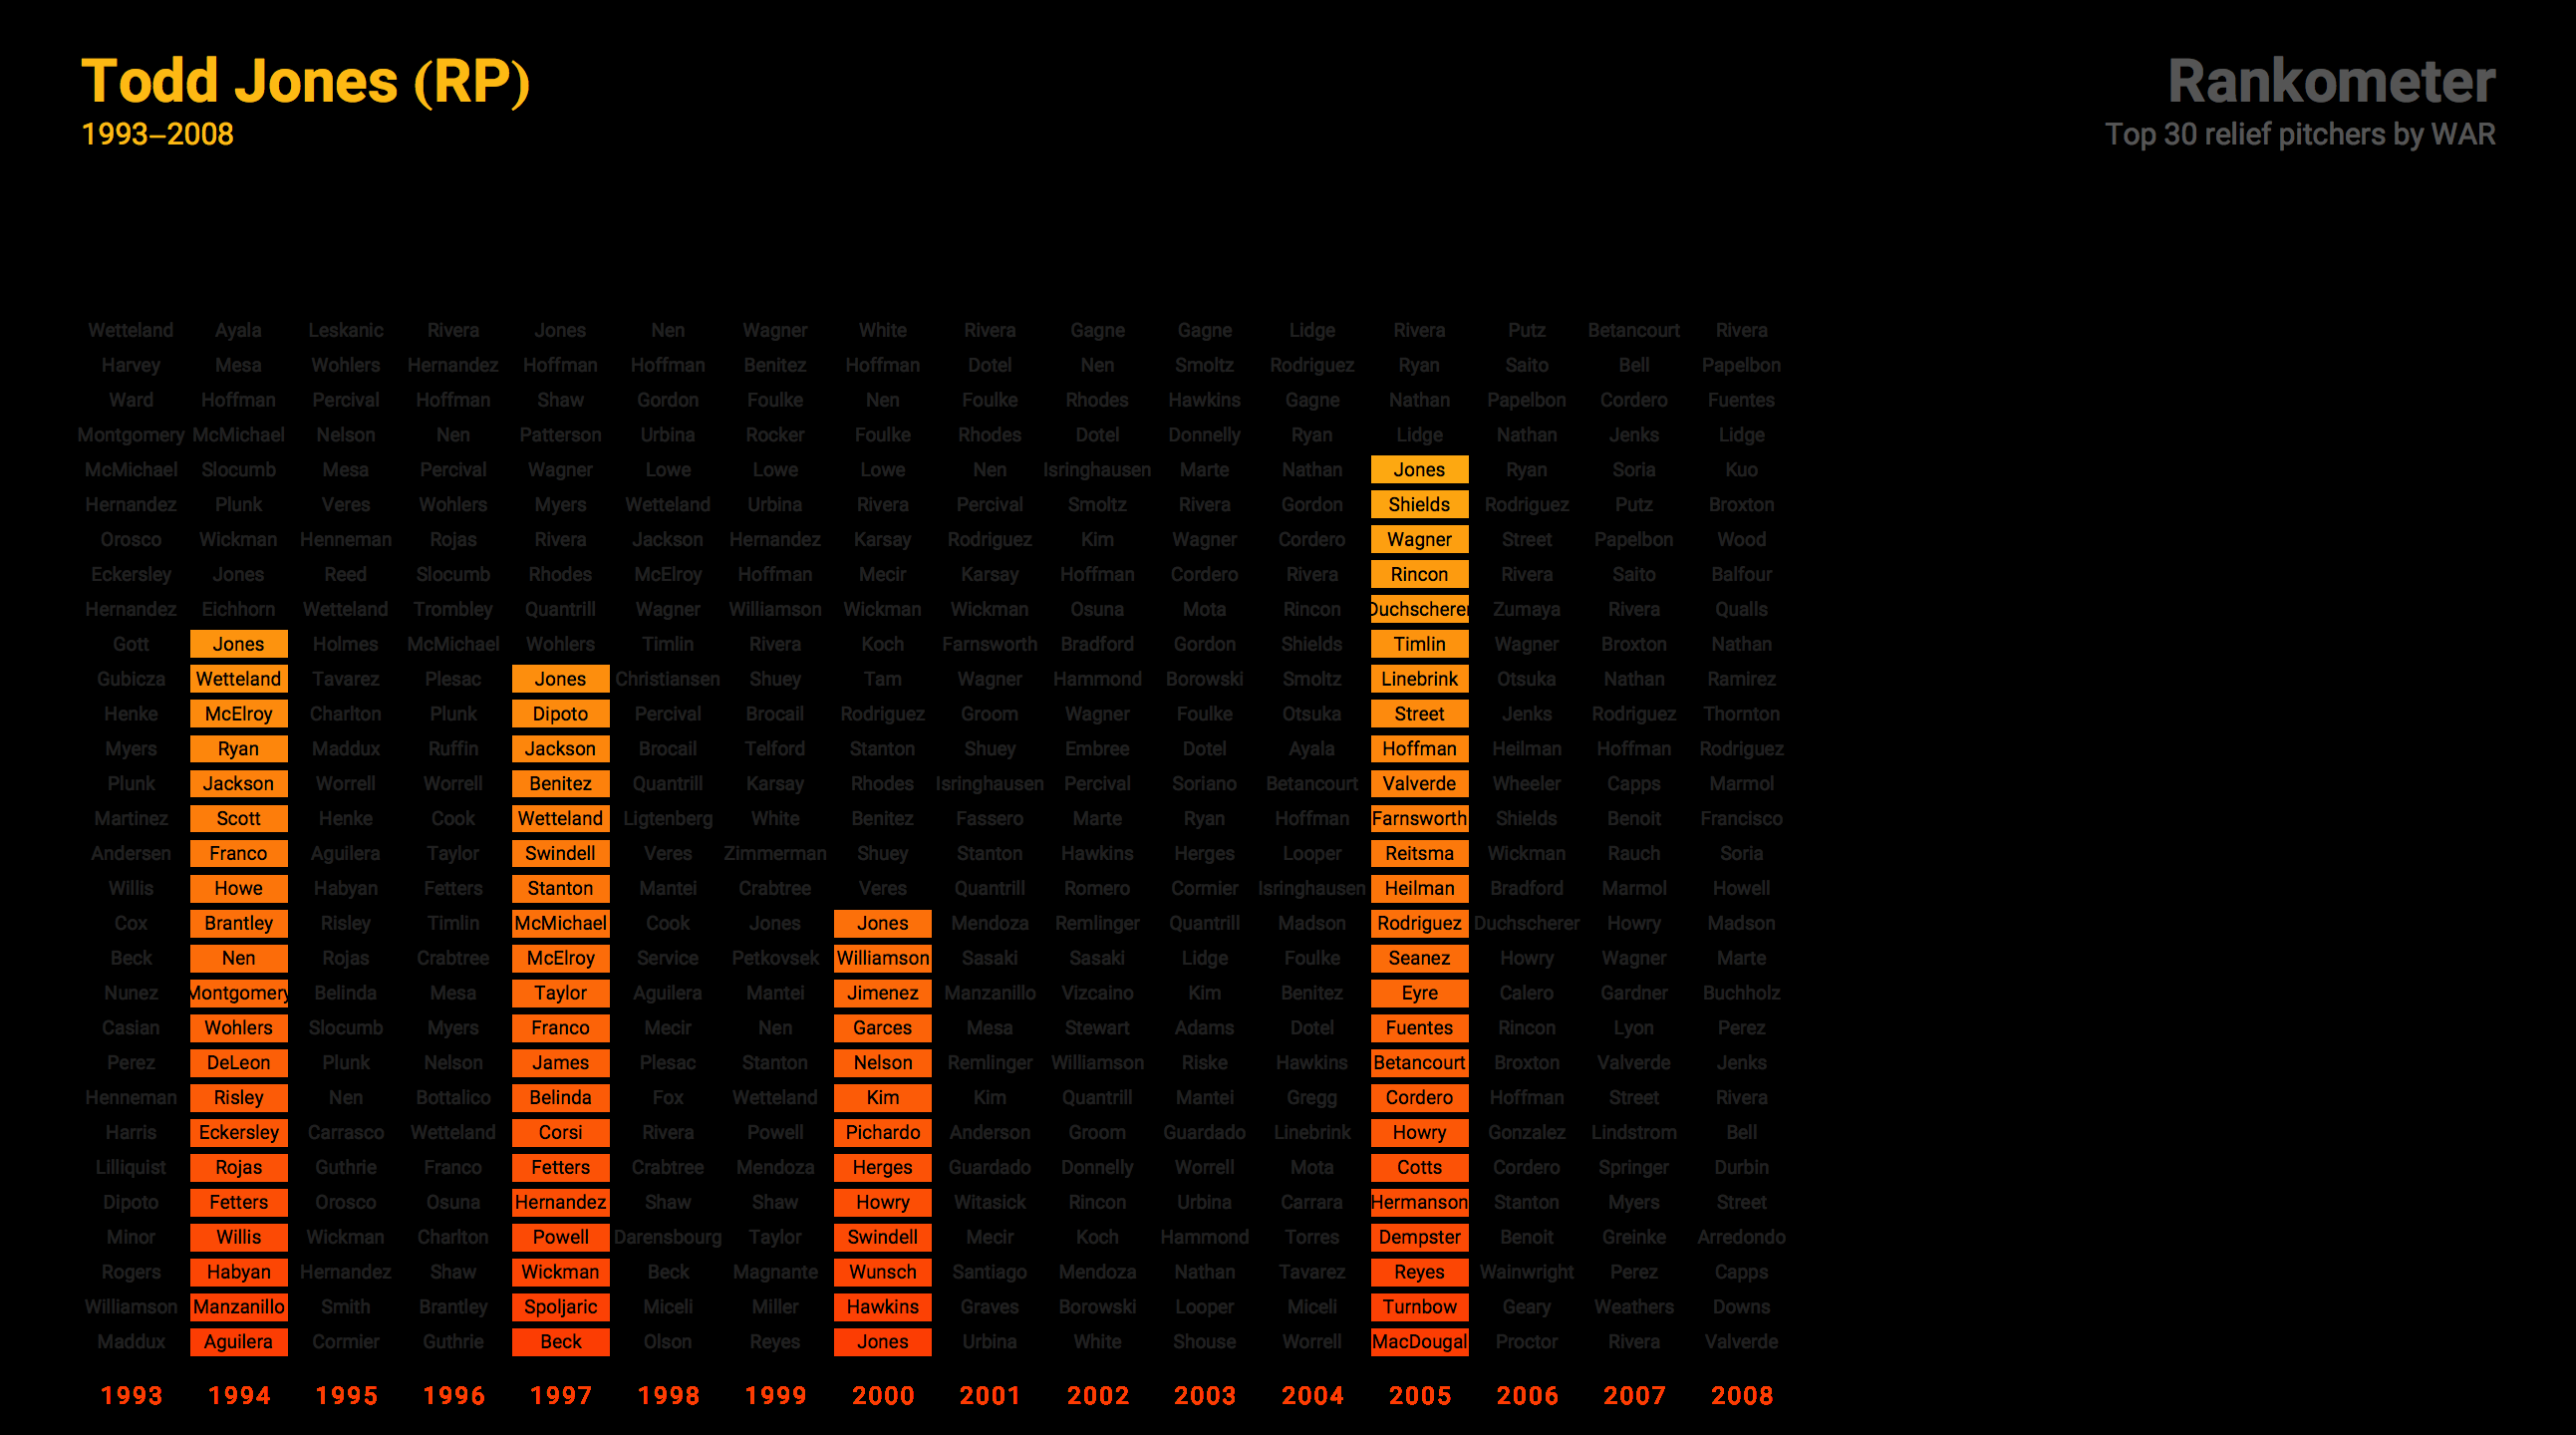 Todd Jones (RP)
1993–2008
Rankometer
Top 30 relief pitchers by WAR
Wetteland Ayala Leskanic Rivera Jones Nen Wagner White Rivera Gagne Gagne Lidge Rivera Putz Betancourt Rivera
Harvey Mesa Wohlers Hernandez Hoffman Hoffman Benitez Hoffman Dotel Nen Smoltz Rodriguez Ryan Saito Bell Papelbon
Ward Hoffman Percival Hoffman Shaw Gordon Foulke Nen Foulke Rhodes Hawkins Gagne Nathan Papelbon Cordero Fuentes
Montgomery McMichael Nelson Nen Patterson Urbina Rocker Foulke Rhodes Dotel Donnelly Ryan Lidge Nathan Jenks Lidge
McMichael Slocumb Mesa Percival Wagner Lowe Lowe Lowe Nen Isringhausen Marte Nathan Jones Ryan Soria Kuo
Hernandez Plunk Veres Wohlers Myers Wetteland Urbina Rivera Percival Smoltz Rivera Gordon Shields Rodriguez Putz Broxton
Orosco Wickman Henneman Rojas Rivera Jackson Hernandez Karsay Rodriguez Kim Wagner Cordero Wagner Street Papelbon Wood
Eckersley Jones Reed Slocumb Rhodes McElroy Hoffman Mecir Karsay Hoffman Cordero Rivera Rincon Rivera Saito Balfour
Hernandez Eichhorn Wetteland Trombley Quantrill Wagner Williamson Wickman Wickman Osuna Mota Rincon Duchscherer Zumaya Rivera Qualls
Gott Jones Holmes McMichael Wohlers Timlin Rivera Koch Farnsworth Bradford Gordon Shields Timlin Wagner Broxton Nathan
Gubicza Wetteland Tavarez Plesac Jones Christiansen Shuey Tam Wagner Hammond Borowski Smoltz Linebrink Otsuka Nathan Ramirez
Henke McElroy Charlton Plunk Dipoto Percival Brocail Rodriguez Groom Wagner Foulke Otsuka Street Jenks Rodriguez Thornton
Myers Ryan Maddux Ruffin Jackson Brocail Telford Stanton Shuey Embree Dotel Ayala Hoffman Heilman Hoffman Rodriguez
Plunk Jackson Worrell Worrell Benitez Quantrill Karsay Rhodes Isringhausen Percival Soriano Betancourt Valverde Wheeler Capps Marmol
Martinez Scott Henke Cook Wetteland Ligtenberg White Benitez Fassero Marte Ryan Hoffman Farnsworth Shields Benoit Francisco
Andersen Franco Aguilera Taylor Swindell Veres Zimmerman Shuey Stanton Hawkins Herges Looper Reitsma Wickman Rauch Soria
Willis Howe Habyan Fetters Stanton Mantei Crabtree Veres Quantrill Romero Cormier Isringhausen Heilman Bradford Marmol Howell
Cox Brantley Risley Timlin McMichael Cook Jones Jones Mendoza Remlinger Quantrill Madson Rodriguez Duchscherer Howry Madson
Beck Nen Rojas Crabtree McElroy Service Petkovsek Williamson Sasaki Sasaki Lidge Foulke Seanez Howry Wagner Marte
Nunez Montgomery Belinda Mesa Taylor Aguilera Mantei Jimenez Manzanillo Vizcaino Kim Benitez Eyre Calero Gardner Buchholz
Casian Wohlers Slocumb Myers Franco Mecir Nen Garces Mesa Stewart Adams Dotel Fuentes Rincon Lyon Perez
Perez DeLeon Plunk Nelson James Plesac Stanton Nelson Remlinger Williamson Riske Hawkins Betancourt Broxton Valverde Jenks
Henneman Risley Nen Bottalico Belinda Fox Wetteland Kim Kim Quantrill Mantei Gregg Cordero Hoffman Street Rivera
Harris Eckersley Carrasco Wetteland Corsi Rivera Powell Pichardo Anderson Groom Guardado Linebrink Howry Gonzalez Lindstrom Bell
Lilliquist Rojas Guthrie Franco Fetters Crabtree Mendoza Herges Guardado Donnelly Worrell Mota Cotts Cordero Springer Durbin
Dipoto Fetters Orosco Osuna Hernandez Shaw Shaw Howry Witasick Rincon Urbina Carrara Hermanson Stanton Myers Street
Minor Willis Wickman Charlton Powell Darensbourg Taylor Swindell Mecir Koch Hammond Torres Dempster Benoit Greinke Arredondo
Rogers Habyan Hernandez Shaw Wickman Beck Magnante Wunsch Santiago Mendoza Nathan Tavarez Reyes Wainwright Perez Capps
Williamson Manzanillo Smith Brantley Spoljaric Miceli Miller Hawkins Graves Borowski Looper Miceli Turnbow Geary Weathers Downs
Maddux Aguilera Cormier Guthrie Beck Olson Reyes Jones Urbina White Shouse Worrell MacDougal Proctor Rivera Valverde
1993 1994 1995 1996 1997 1998 1999 2000 2001 2002 2003 2004 2005 2006 2007 2008